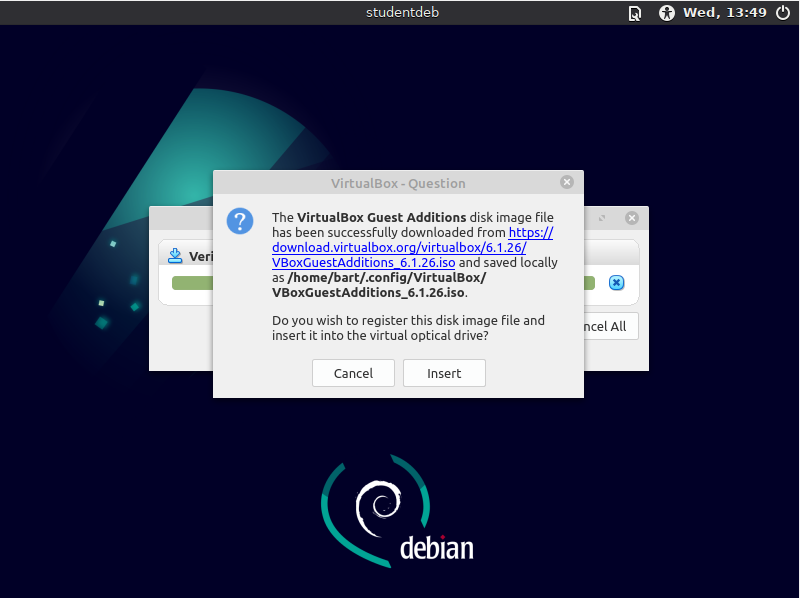 studentdeb
Wed, 13:49
VirtualBox - Question
The VirtualBox Guest Additions disk image file
has been successfully downloaded from https://
download.virtualbox.org/virtualbox/6.1.26/
VBoxGuestAdditions_6.1.26.iso and saved locally
as /home/bart/.config/VirtualBox/
VBoxGuestAdditions_6.1.26.iso.
Do you wish to register this disk image file and
insert it into the virtual optical drive?
Cancel
Insert
Veri
ncel All
debian